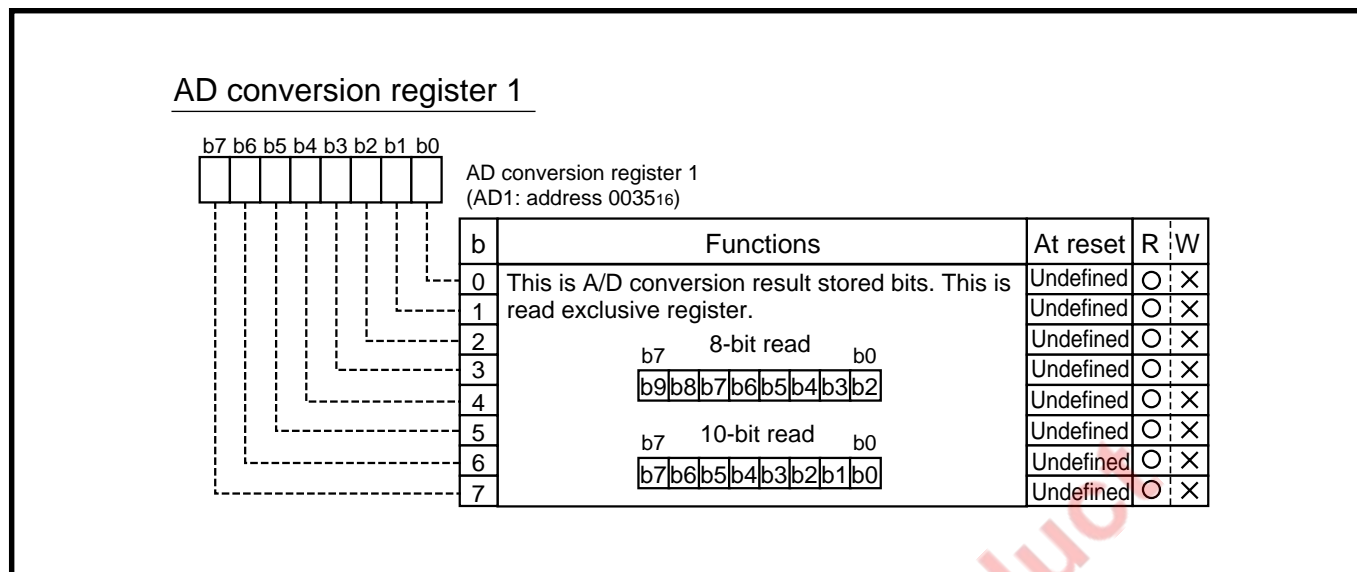 AD conversion register 1
b7 b6 b5 b4 b3 b2 b1 b0
AD conversion register 1
(AD1: address 003516)
b Functions At reset R W
0 This is A/D conversion result stored bits. This is Undefined O ×
1 read exclusive register. Undefined O ×
2 8-bit read Undefined O ×
b7 b0
3 b9 b8 b7 b6 b5 b4 b3 b2 Undefined O ×
4 Undefined O ×
5 10-bit read Undefined O ×
b7 b0
6 b7 b6 b5 b4 b3 b2 b1 b0 Undefined O ×
7 Undefined O ×